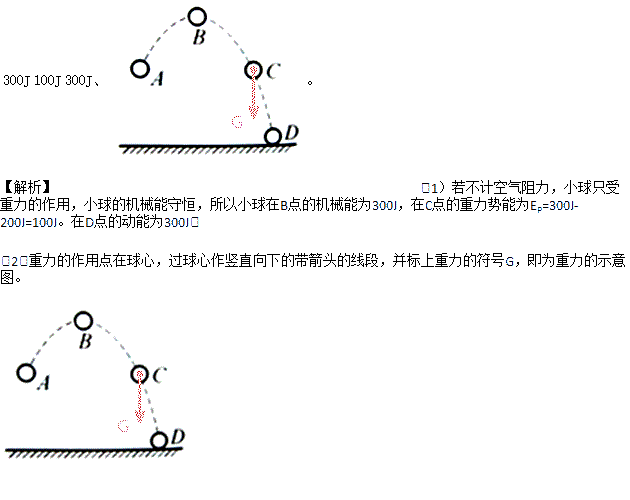 B
A
C
G
D
300J 100J 300J、 。
【解析】 1）若不计空气阻力，小球只受
重力的作用，小球的机械能守恒，所以小球在B点的机械能为300J，在C点的重力势能为Eₚ=300J-
200J=100J。在D点的动能为300J
2 重力的作用点在球心，过球心作竖直向下的带箭头的线段，并标上重力的符号G，即为重力的示意
图。
B
A
C
G
D